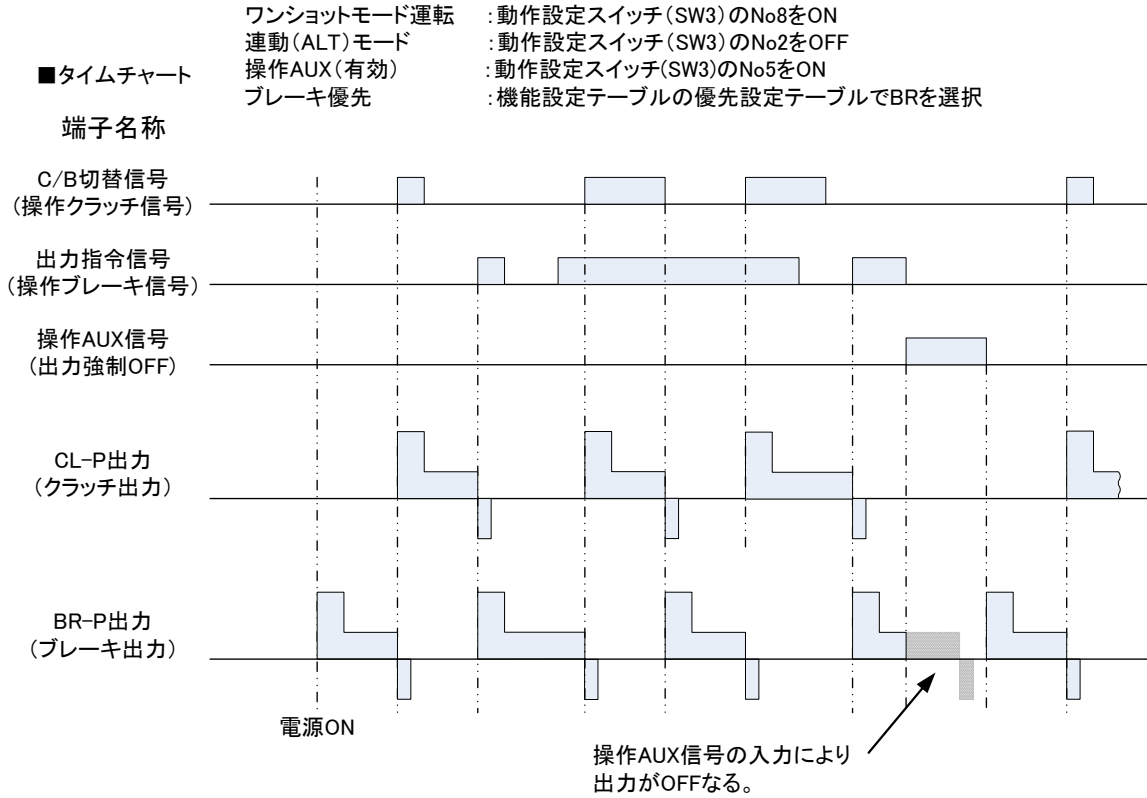 ワンショットモード運転 :動作設定スイッチ(SW3)のNo8をON
連動(ALT)モード :動作設定スイッチ(SW3)のNo2をOFF
■タイムチャート
操作AUX(有効) :動作設定スイッチ(SW3)のNo5をON
ブレーキ優先 :機能設定テーブルの優先設定テーブルでBRを選択
端子名称
C/B切替信号
(操作クラッチ信号)
出力指令信号
(操作ブレーキ信号)
操作AUX信号
(出力強制OFF)
CL-P出力
(クラッチ出力)
BR-P出力
(ブレーキ出力)
電源ON
操作AUX信号の入力により
出力がOFFなる。